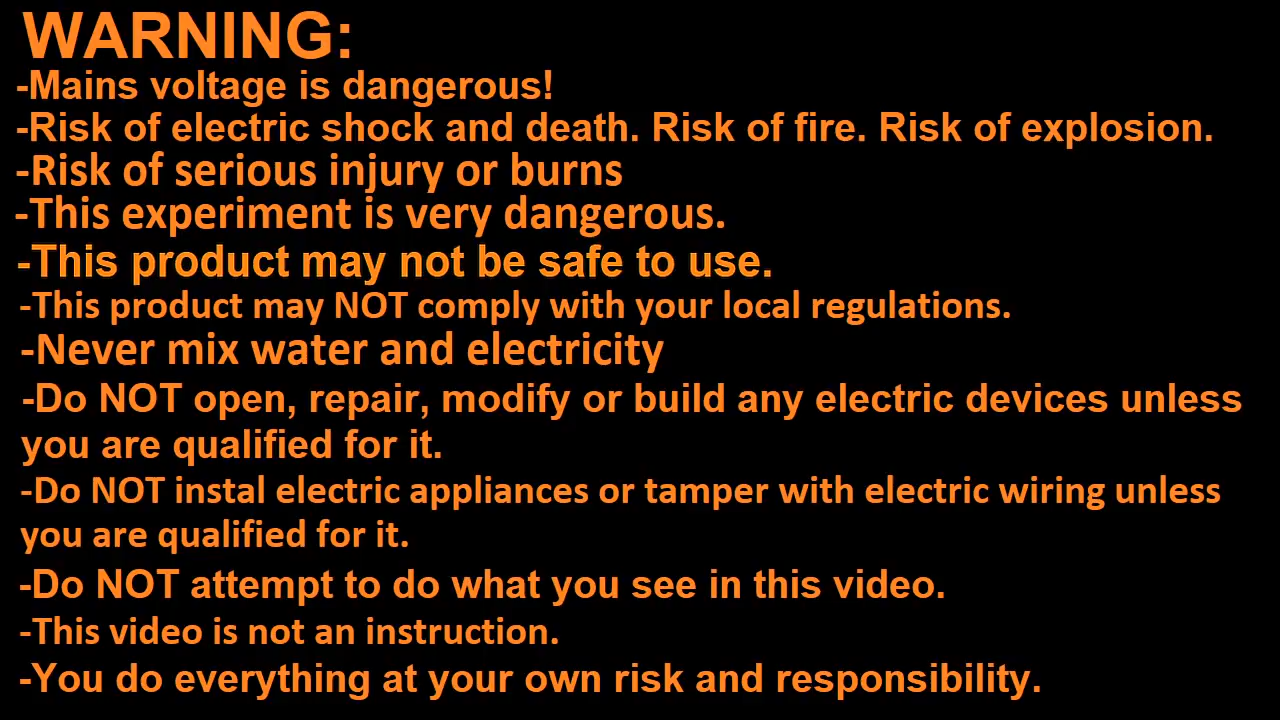 WARNING:
-Mains voltage is dangerous!
-Risk of electric shock and death. Risk of fire. Risk of explosion.
-Risk of serious injury or burns
-This experiment is very dangerous.
-This product may not be safe to use.
-This product may NOT comply with your local regulations.
-Never mix water and electricity
-Do NOT open, repair, modify or build any electric devices unless
you are qualified for it.
-Do NOT instal electric appliances or tamper with electric wiring unless
you are qualified for it.
-Do NOT attempt to do what you see in this video.
-This video is not an instruction.
-You do everything at your own risk and responsibility.